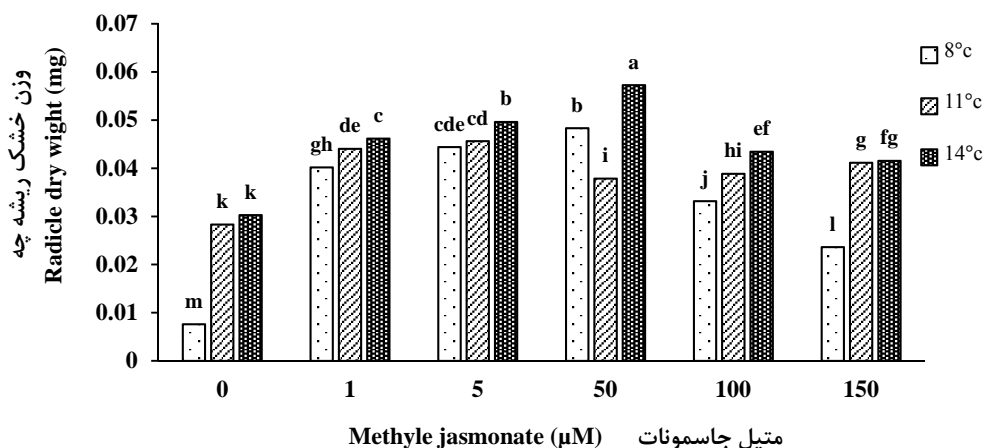 وزن خشک ریشه چه
Radicle dry wight (mg)
0.07
0.06
0.05
0.04
0.03
0.02
0.01
0
m k k
gh de c
cde cd b
b i a
j hi ef
l g fg
0 1 5 50 100 150
Methyle jasmonate (µM) متیل جاسمونات
8°c
11°c
14°c